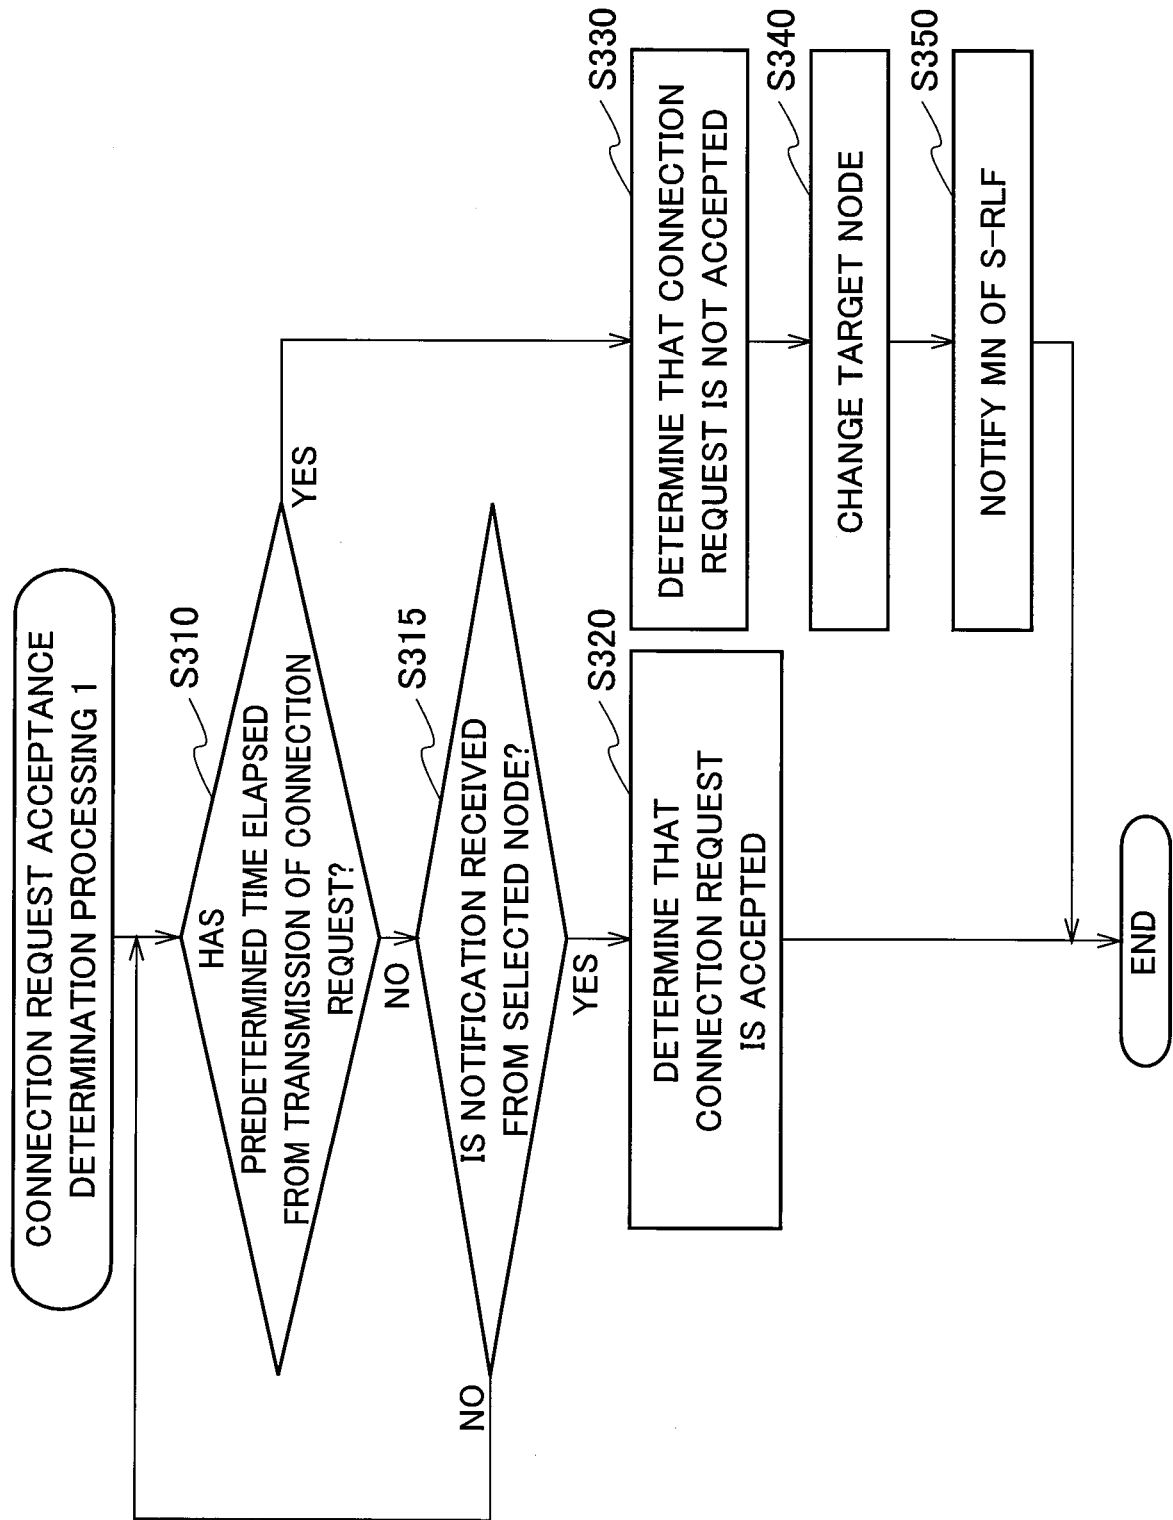 CONNECTION REQUEST ACCEPTANCE
DETERMINATION PROCESSING 1
S310
HAS
PREDETERMINED TIME ELAPSED
FROM TRANSMISSION OF CONNECTION
REQUEST?
YES
NO
S315
IS NOTIFICATION RECEIVED
FROM SELECTED NODE?
NO
YES
S320
DETERMINE THAT
CONNECTION REQUEST
IS ACCEPTED
S330
DETERMINE THAT CONNECTION
REQUEST IS NOT ACCEPTED
S340
CHANGE TARGET NODE
S350
NOTIFY MN OF S-RLF
END